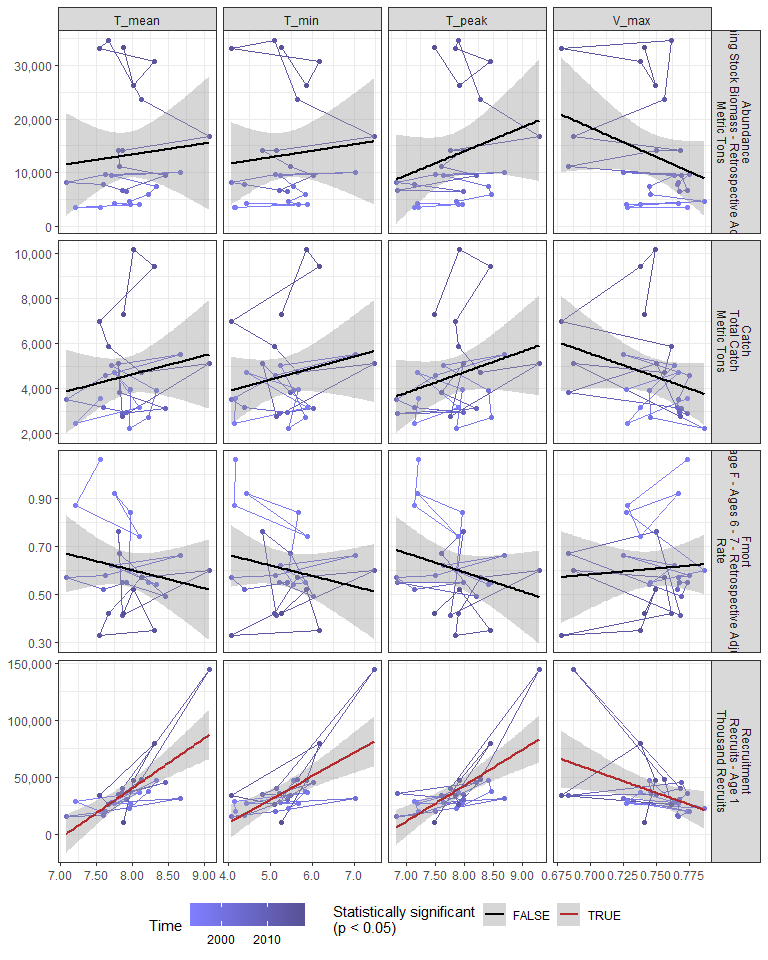 T_mean T_min T_peak V_max
30,000
20,000
10,000
0
Abundance
Stock Biomass - Retrospective
Metric Tons
10,000
8,000
6,000
4,000
2,000
Catch
Total Catch
Metric Tons
0.90
0.70
0.50
0.30
Fmort
F - Ages 6 - 7 - Retrospective
Rate
150,000
100,000
50,000
0
Recruitment
Recruits - Age 1
Thousand Recruits
7.00 7.50 8.00 8.50 9.00 4.0 5.0 6.0 7.0 7.00 7.50 8.00 8.50 9.00 9.30 0.675 0.700 0.725 0.750 0.775
Time
2000 2010
Statistically significant
(p < 0.05)
FALSE TRUE